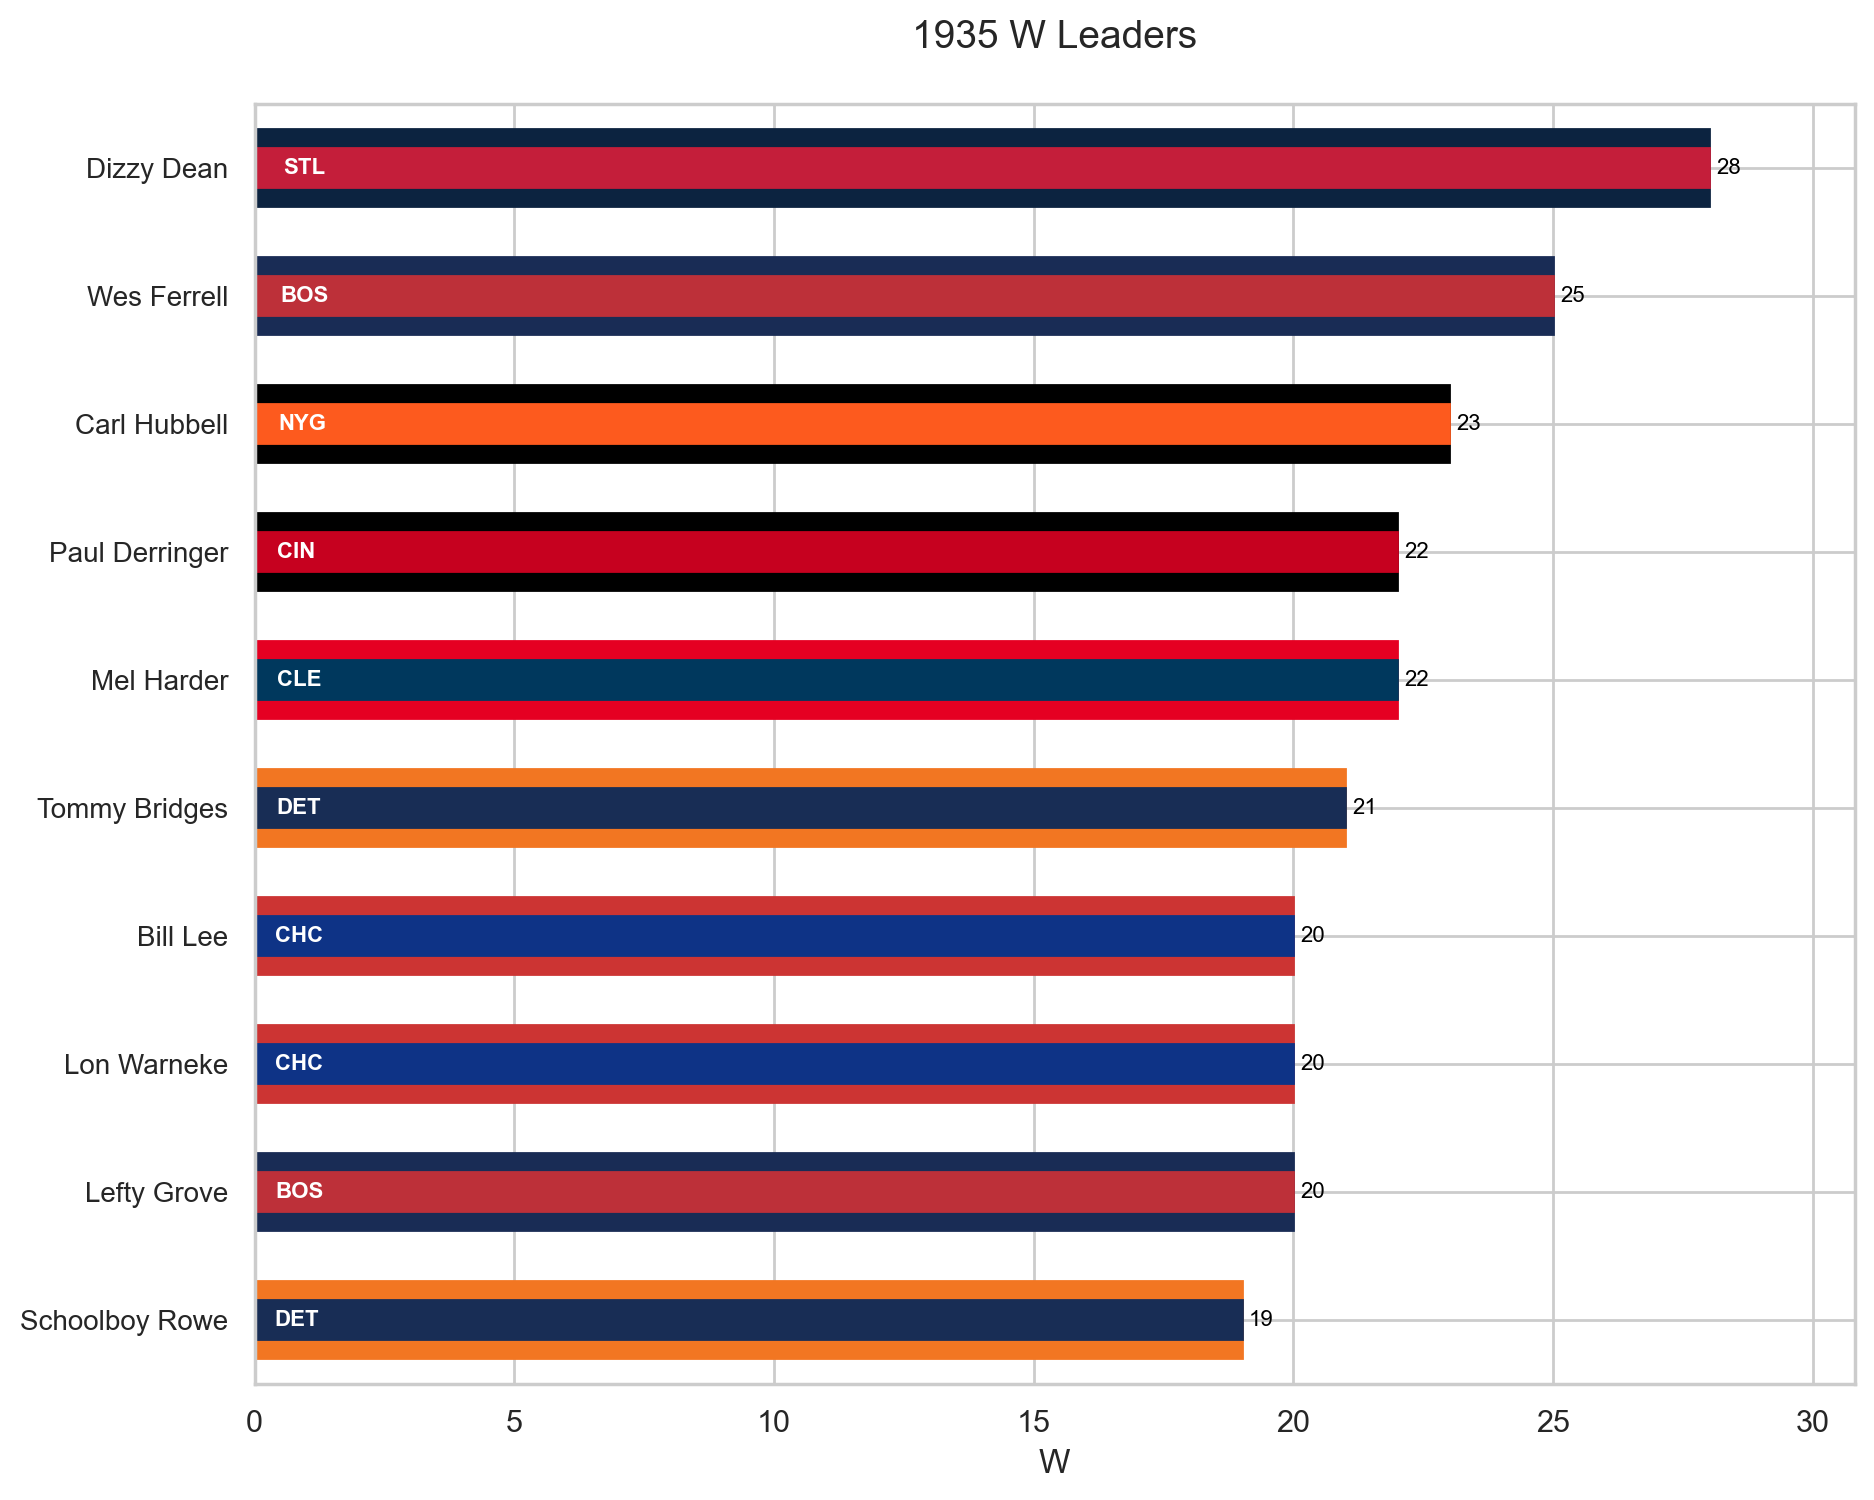 1935 W Leaders
Dizzy Dean STL 28
Wes Ferrell BOS 25
Carl Hubbell NYG 23
Paul Derringer CIN 22
Mel Harder CLE 22
Tommy Bridges DET 21
Bill Lee CHC 20
Lon Warneke CHC 20
Lefty Grove BOS 20
Schoolboy Rowe DET 19
0 5 10 15 20 25 30
W